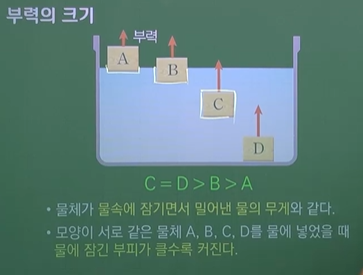 부력의 크기
부력
A
B
C
D
C=D>B>A
• 물체가 물속에 잠기면서 밀어낸 물의 무게와 같다.
• 모양이 서로 같은 물체 A, B, C, D를 물에 넣었을 때
물에 잠긴 부피가 클수록 커진다.